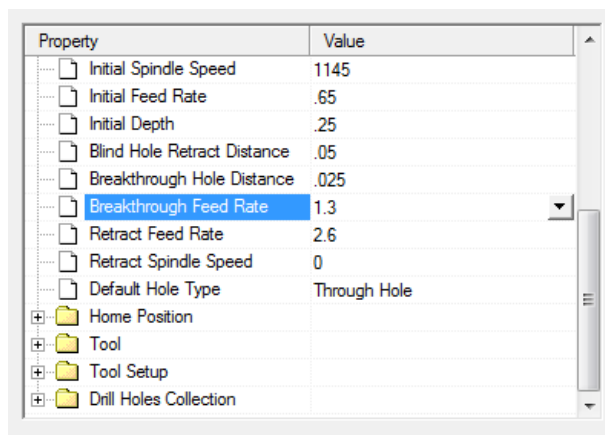 Property Value
Initial Spindle Speed 1145
Initial Feed Rate .65
Initial Depth .25
Blind Hole Retract Distance .05
Breakthrough Hole Distance .025
Breakthrough Feed Rate 1.3
Retract Feed Rate 2.6
Retract Spindle Speed 0
Default Hole Type Through Hole
Home Position
Tool
Tool Setup
Drill Holes Collection